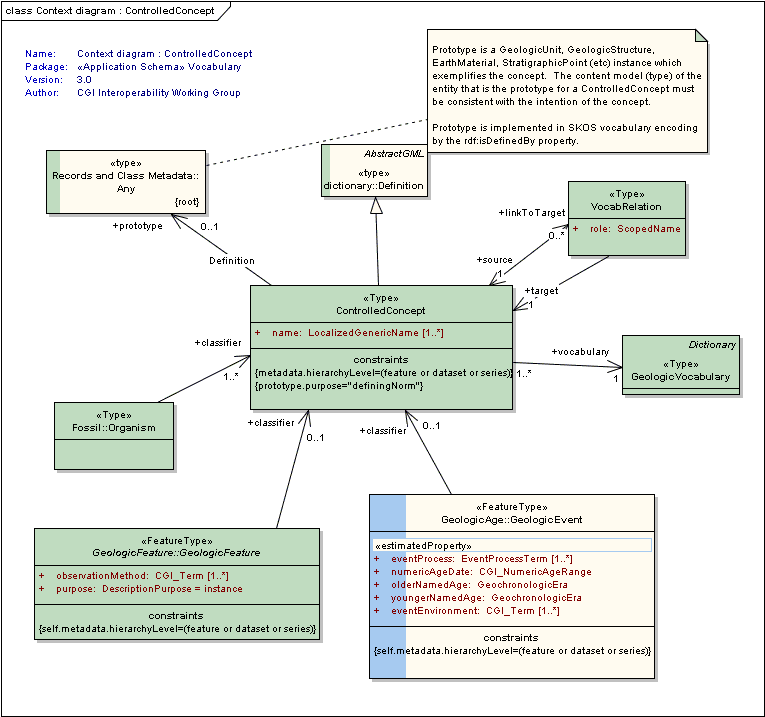 class Context diagram : ControlledConcept
Name: Context diagram : ControlledConcept
Package: «Application Schema» Vocabulary
Version: 3.0
Author: CGI Interoperability Working Group
Prototype is a GeologicUnit, GeologicStructure,
EarthMaterial, StratigraphicPoint (etc) instance which
exemplifies the concept. The content model (type) of the
entity that is the prototype for a ControlledConcept must
be consistent with the intention of the concept.
Prototype is implemented in SKOS vocabulary encoding
by the rdf:isDefinedBy property.
«type»
Records and Class Metadata::
Any
{root}
AbstractGML
«type»
dictionary::Definition
«Type»
VocabRelation
+ role: ScopedName
+prototype
0..1
Definition
+linkToTarget
0..*
+source
1
+target
1
«Type»
ControlledConcept
+ name: LocalizedGenericName [1..*]
constraints
{metadata.hierarchyLevel=(feature or dataset or series)}
{prototype.purpose="definingNorm"}
+classifier
1..*
+vocabulary
1..*
1
Dictionary
«Type»
GeologicVocabulary
«Type»
Fossil::Organism
+classifier
0..1
+classifier
0..1
«FeatureType»
GeologicFeature::GeologicFeature
+ observationMethod: CGI_Term [1..*]
+ purpose: DescriptionPurpose = instance
constraints
{self.metadata.hierarchyLevel=(feature or dataset or series)}
«FeatureType»
GeologicAge::GeologicEvent
«estimatedProperty»
+ eventProcess: EventProcessTerm [1..*]
+ numericAgeDate: CGI_NumericAgeRange
+ olderNamedAge: GeochronologicEra
+ youngerNamedAge: GeochronologicEra
+ eventEnvironment: CGI_Term [1..*]
constraints
{self.metadata.hierarchyLevel=(feature or dataset or series)}